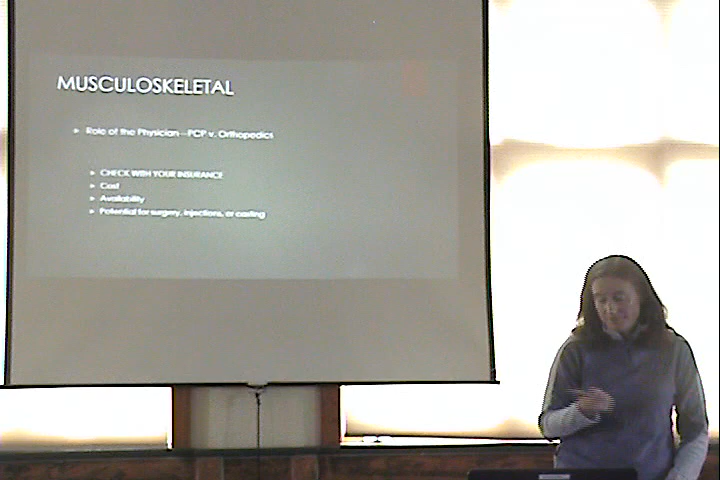 MUSCULOSKELETAL
Role of the Physician – PCP v. Orthopedics
CHECK WITH YOUR INSURANCE
Cost
Availability
Potential for surgery, injections, or casting